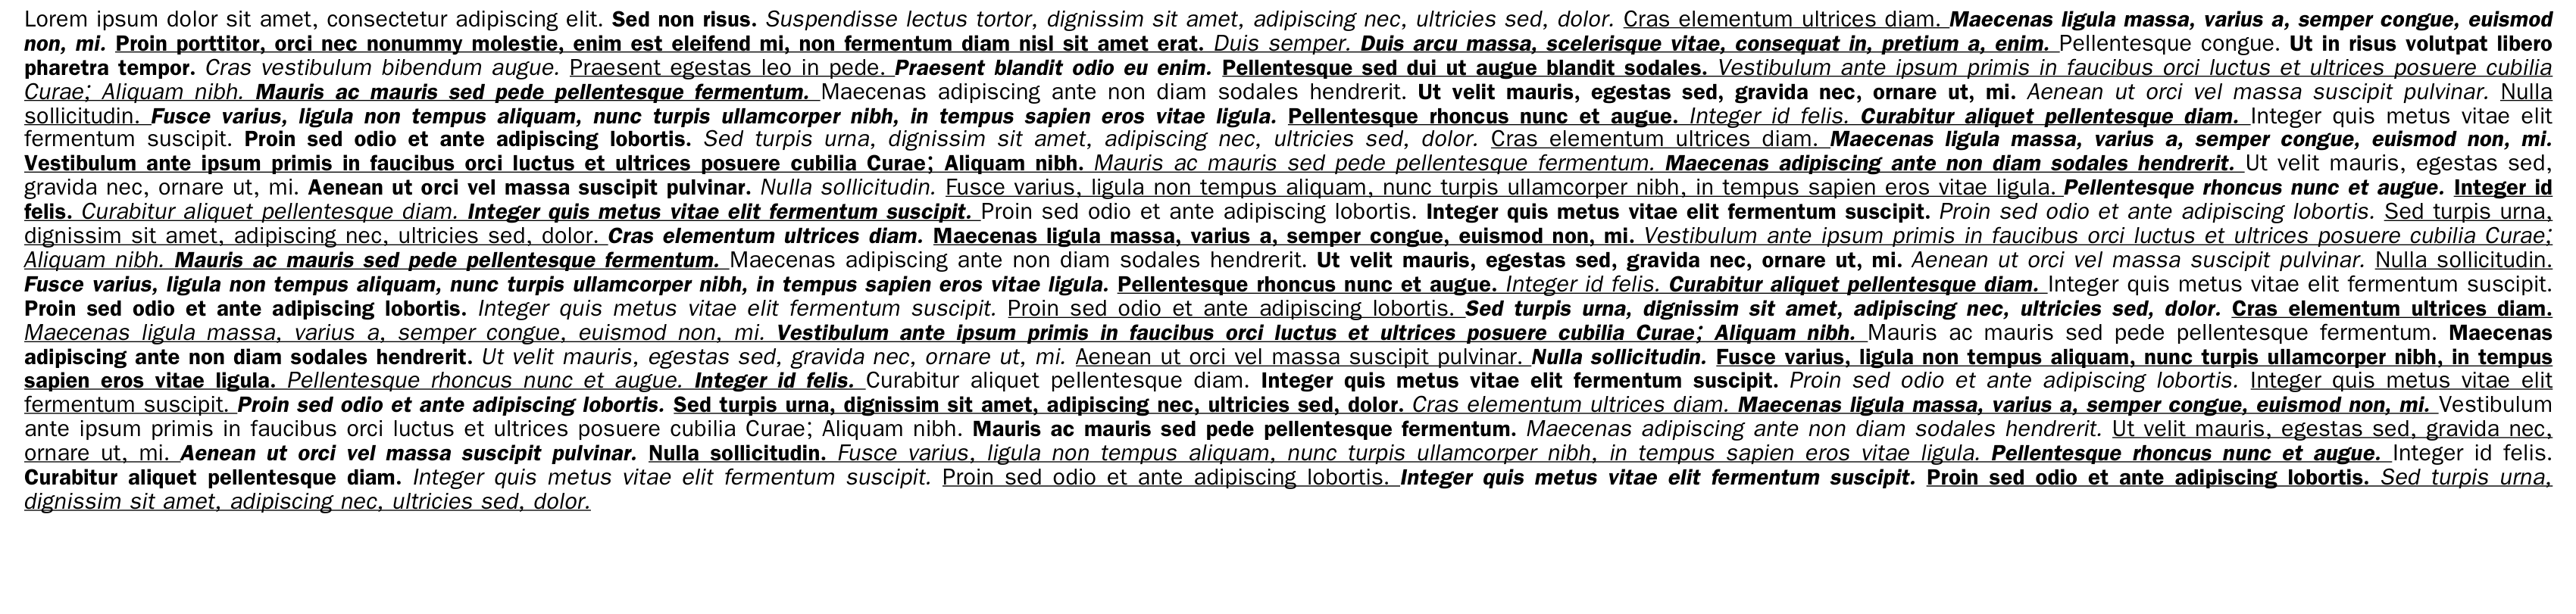 Lorem ipsum dolor sit amet, consectetur adipiscing elit. Sed non risus. Suspendisse lectus tortor, dignissim sit amet, adipiscing nec, ultricies sed, dolor. Cras elementum ultrices diam. Maecenas ligula massa, varius a, semper congue, euismod
non, mi. Proin porttitor, orci nec nonummy molestie, enim est eleifend mi, non fermentum diam nisl sit amet erat. Duis semper. Duis arcu massa, scelerisque vitae, consequat in, pretium a, enim. Pellentesque congue. Ut in risus volutpat libero
pharetra tempor. Cras vestibulum bibendum augue. Praesent egestas leo in pede. Praesent blandit odio eu enim. Pellentesque sed dui ut augue blandit sodales. Vestibulum ante ipsum primis in faucibus orci luctus et ultrices posuere cubilia
Curae; Aliquam nibh. Mauris ac mauris sed pede pellentesque fermentum. Maecenas adipiscing ante non diam sodales hendrerit. Ut velit mauris, egestas sed, gravida nec, ornare ut, mi. Aenean ut orci vel massa suscipit pulvinar. Nulla
sollicitudin. Fusce varius, ligula non tempus aliquam, nunc turpis ullamcorper nibh, in tempus sapien eros vitae ligula. Pellentesque rhoncus nunc et augue. Integer id felis. Curabitur aliquet pellentesque diam. Integer quis metus vitae elit
fermentum suscipit. Proin sed odio et ante adipiscing lobortis. Sed turpis urna, dignissim sit amet, adipiscing nec, ultricies sed, dolor. Cras elementum ultrices diam. Maecenas ligula massa, varius a, semper congue, euismod non, mi.
Vestibulum ante ipsum primis in faucibus orci luctus et ultrices posuere cubilia Curae; Aliquam nibh. Mauris ac mauris sed pede pellentesque fermentum. Maecenas adipiscing ante non diam sodales hendrerit. Ut velit mauris, egestas sed,
gravida nec, ornare ut, mi. Aenean ut orci vel massa suscipit pulvinar. Nulla sollicitudin. Fusce varius, ligula non tempus aliquam, nunc turpis ullamcorper nibh, in tempus sapien eros vitae ligula. Pellentesque rhoncus nunc et augue. Integer id
felis. Curabitur aliquet pellentesque diam. Integer quis metus vitae elit fermentum suscipit. Proin sed odio et ante adipiscing lobortis. Integer quis metus vitae elit fermentum suscipit. Proin sed odio et ante adipiscing lobortis. Sed turpis urna,
dignissim sit amet, adipiscing nec, ultricies sed, dolor. Cras elementum ultrices diam. Maecenas ligula massa, varius a, semper congue, euismod non, mi. Vestibulum ante ipsum primis in faucibus orci luctus et ultrices posuere cubilia Curae;
Aliquam nibh. Mauris ac mauris sed pede pellentesque fermentum. Maecenas adipiscing ante non diam sodales hendrerit. Ut velit mauris, egestas sed, gravida nec, ornare ut, mi. Aenean ut orci vel massa suscipit pulvinar. Nulla sollicitudin.
Fusce varius, ligula non tempus aliquam, nunc turpis ullamcorper nibh, in tempus sapien eros vitae ligula. Pellentesque rhoncus nunc et augue. Integer id felis. Curabitur aliquet pellentesque diam. Integer quis metus vitae elit fermentum suscipit.
Proin sed odio et ante adipiscing lobortis. Integer quis metus vitae elit fermentum suscipit. Proin sed odio et ante adipiscing lobortis. Sed turpis urna, dignissim sit amet, adipiscing nec, ultricies sed, dolor. Cras elementum ultrices diam.
Maecenas ligula massa, varius a, semper congue, euismod non, mi. Vestibulum ante ipsum primis in faucibus orci luctus et ultrices posuere cubilia Curae; Aliquam nibh. Mauris ac mauris sed pede pellentesque fermentum. Maecenas
adipiscing ante non diam sodales hendrerit. Ut velit mauris, egestas sed, gravida nec, ornare ut, mi. Aenean ut orci vel massa suscipit pulvinar. Nulla sollicitudin. Fusce varius, ligula non tempus aliquam, nunc turpis ullamcorper nibh, in tempus
sapien eros vitae ligula. Pellentesque rhoncus nunc et augue. Integer id felis. Curabitur aliquet pellentesque diam. Integer quis metus vitae elit fermentum suscipit. Proin sed odio et ante adipiscing lobortis. Integer quis metus vitae elit
fermentum suscipit. Proin sed odio et ante adipiscing lobortis. Sed turpis urna, dignissim sit amet, adipiscing nec, ultricies sed, dolor. Cras elementum ultrices diam. Maecenas ligula massa, varius a, semper congue, euismod non, mi. Vestibulum
ante ipsum primis in faucibus orci luctus et ultrices posuere cubilia Curae; Aliquam nibh. Mauris ac mauris sed pede pellentesque fermentum. Maecenas adipiscing ante non diam sodales hendrerit. Ut velit mauris, egestas sed, gravida nec,
ornare ut, mi. Aenean ut orci vel massa suscipit pulvinar. Nulla sollicitudin. Fusce varius, ligula non tempus aliquam, nunc turpis ullamcorper nibh, in tempus sapien eros vitae ligula. Pellentesque rhoncus nunc et augue. Integer id felis.
Curabitur aliquet pellentesque diam. Integer quis metus vitae elit fermentum suscipit. Proin sed odio et ante adipiscing lobortis. Integer quis metus vitae elit fermentum suscipit. Proin sed odio et ante adipiscing lobortis. Sed turpis urna,
dignissim sit amet, adipiscing nec, ultricies sed, dolor.